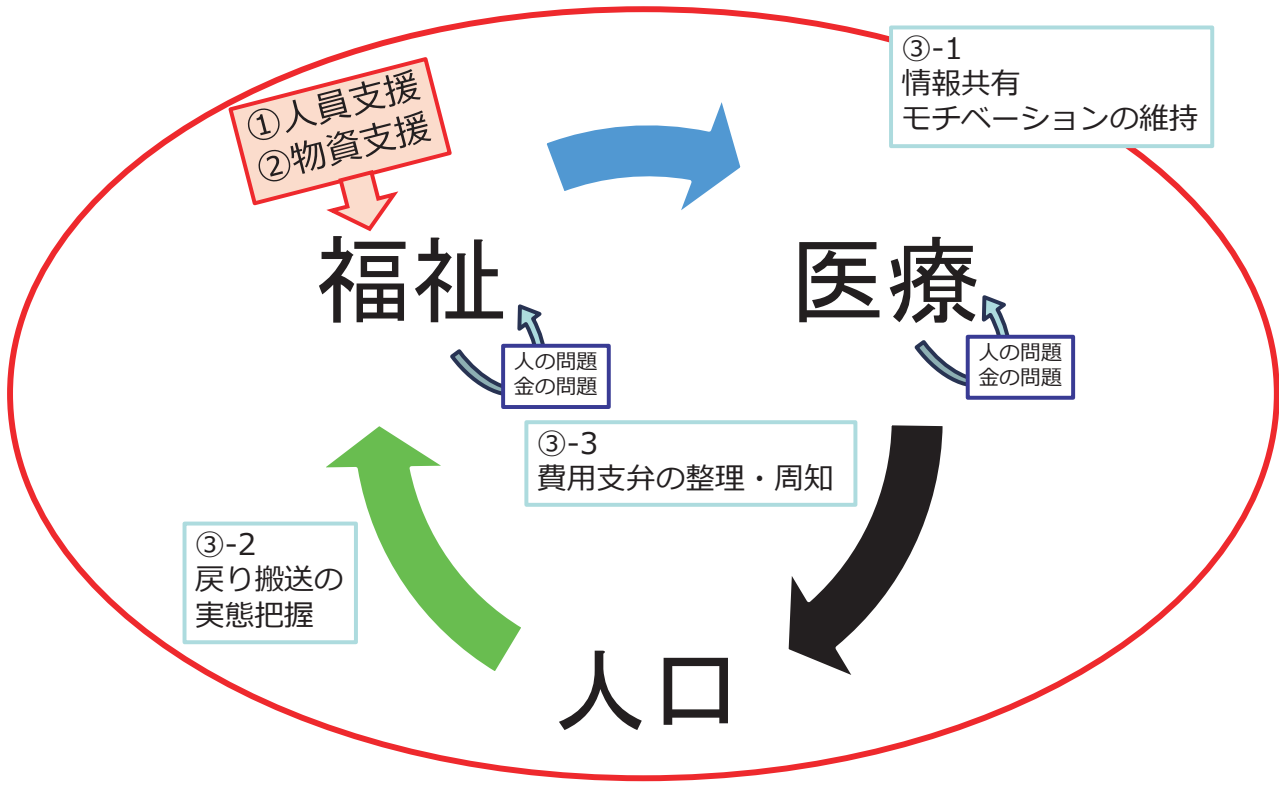 ③-1
情報共有
モチベーションの維持
①人員支援
②物資支援
福祉
医療
人の問題
金の問題
人の問題
金の問題
③-3
費用支弁の整理・周知
③-2
戻り搬送の
実態把握
人口